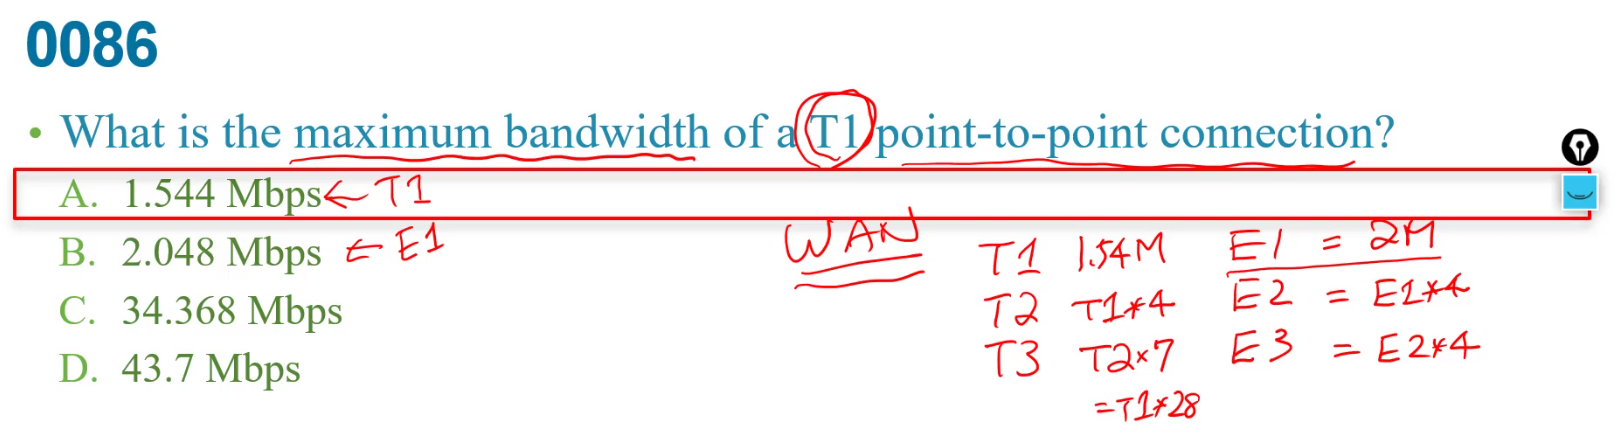 0086
• What is the maximum bandwidth of a T1 point-to-point connection?
A. 1.544 Mbps ← T1
B. 2.048 Mbps ← E1
C. 34.368 Mbps
D. 43.7 Mbps
WAN
T1 1.54M
T2 T1*4
T3 T2×7
=T1*28
E1 = 2M
E2 = E1*4
E3 = E2*4